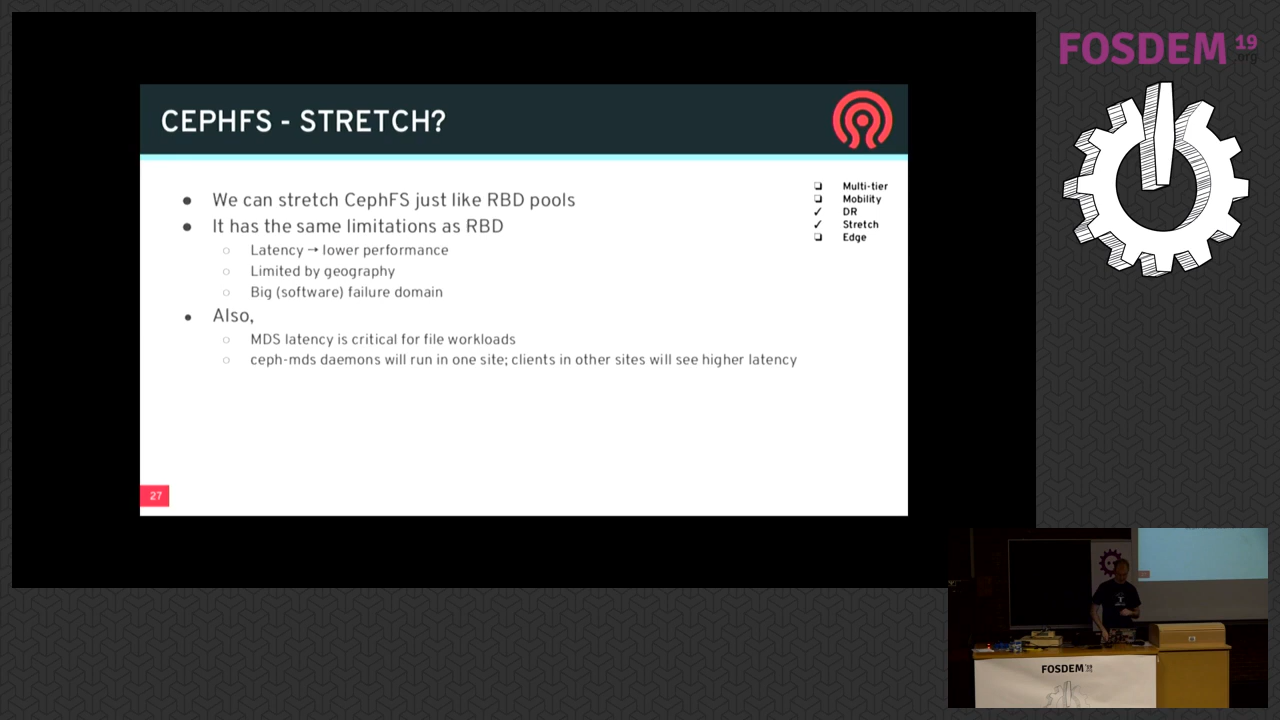 FOSDEM 19
.org
CEPHFS - STRETCH?
● We can stretch CephFS just like RBD pools
● It has the same limitations as RBD
○ Latency → lower performance
○ Limited by geography
○ Big (software) failure domain
● Also,
○ MDS latency is critical for file workloads
○ ceph-mds daemons will run in one site; clients in other sites will see higher latency
❏ Multi-tier
❏ Mobility
✓ DR
✓ Stretch
❏ Edge
27
FOSDEM 19